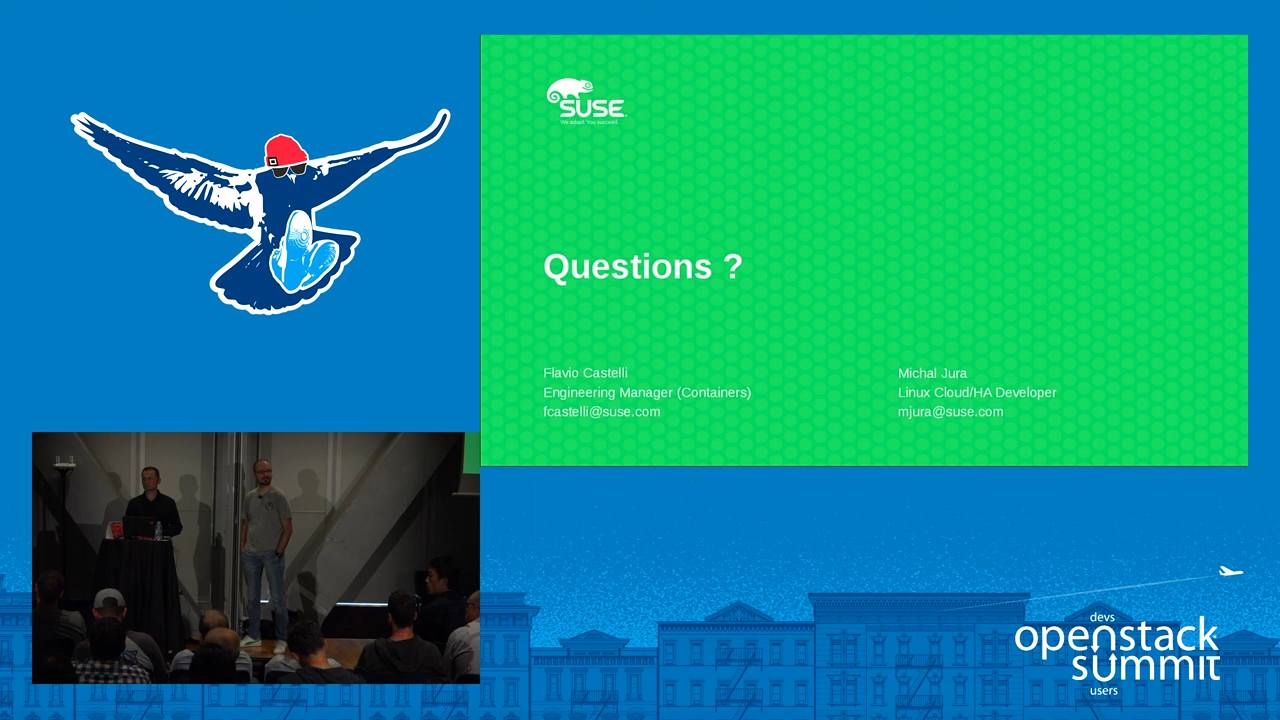 SUSE
We adapt. You succeed.
Questions ?
Flavio Castelli
Engineering Manager (Containers)
fcastelli@suse.com
Michal Jura
Linux Cloud/HA Developer
mjura@suse.com
devs
openstack
summit
users